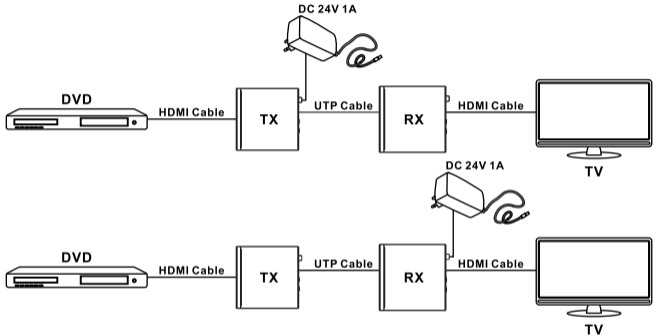 DC 24V 1A
DVD
HDMI Cable
TX
UTP Cable
RX
HDMI Cable
TV
DC 24V 1A
DVD
HDMI Cable
TX
UTP Cable
RX
HDMI Cable
TV